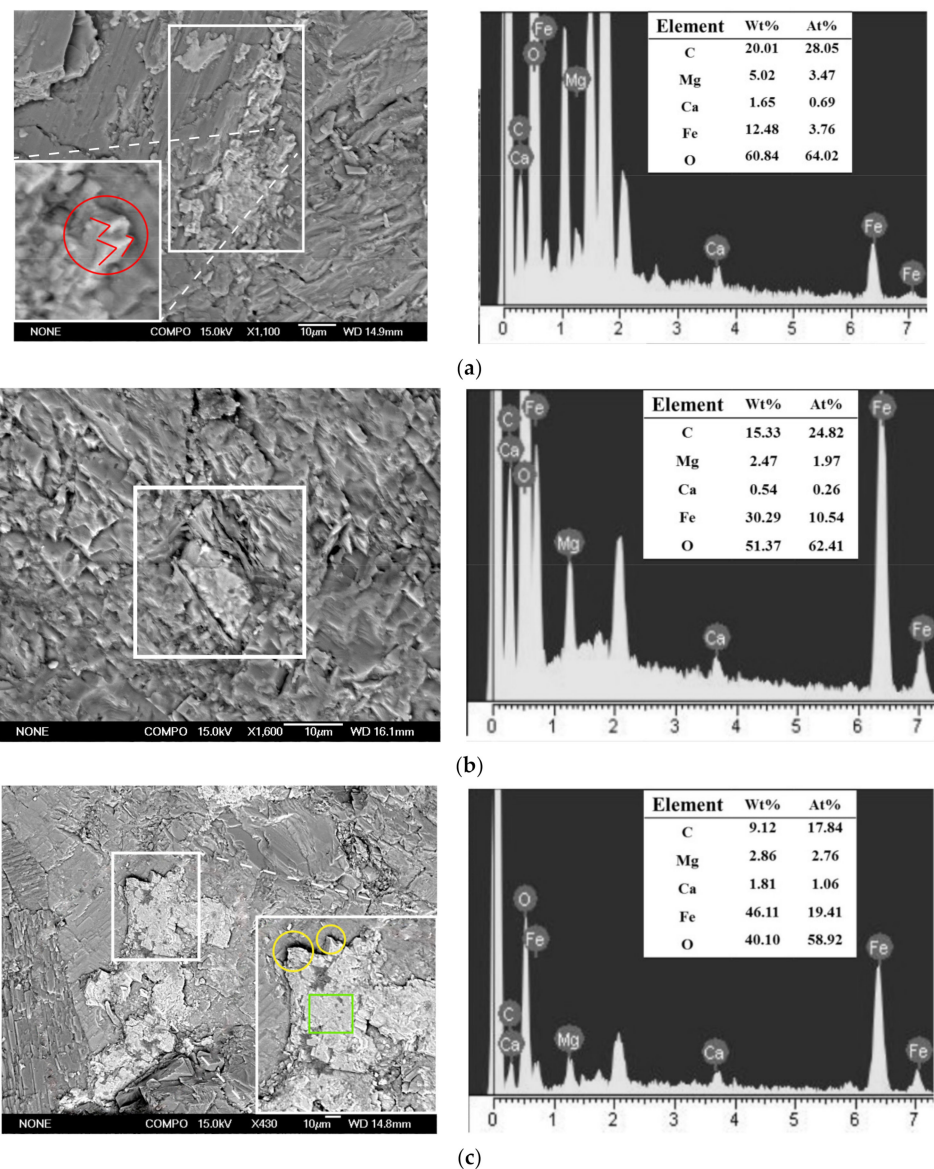 Element Wt% At%
C 20.01 28.05
Mg 5.02 3.47
Ca 1.65 0.69
Fe 12.48 3.76
O 60.84 64.02
Fe
O
Mg
C
Ca
Ca
Fe
Fe
0 1 2 3 4 5 6 7
NONE COMPO 15.0kV X1,100 10µm WD 14.9mm
(a)
Element Wt% At%
C 15.33 24.82
Mg 2.47 1.97
Ca 0.54 0.26
Fe 30.29 10.54
O 51.37 62.41
C
Fe
Ca
O
Mg
Ca
Fe
Fe
0 1 2 3 4 5 6 7
NONE COMPO 15.0kV X1,600 10µm WD 16.1mm
(b)
Element Wt% At%
C 9.12 17.84
Mg 2.86 2.76
Ca 1.81 1.06
Fe 46.11 19.41
O 40.10 58.92
O
Fe
C
Ca
Mg
Ca
Fe
Fe
0 1 2 3 4 5 6 7
NONE COMPO 15.0kV X430 10µm WD 14.8mm
(c)